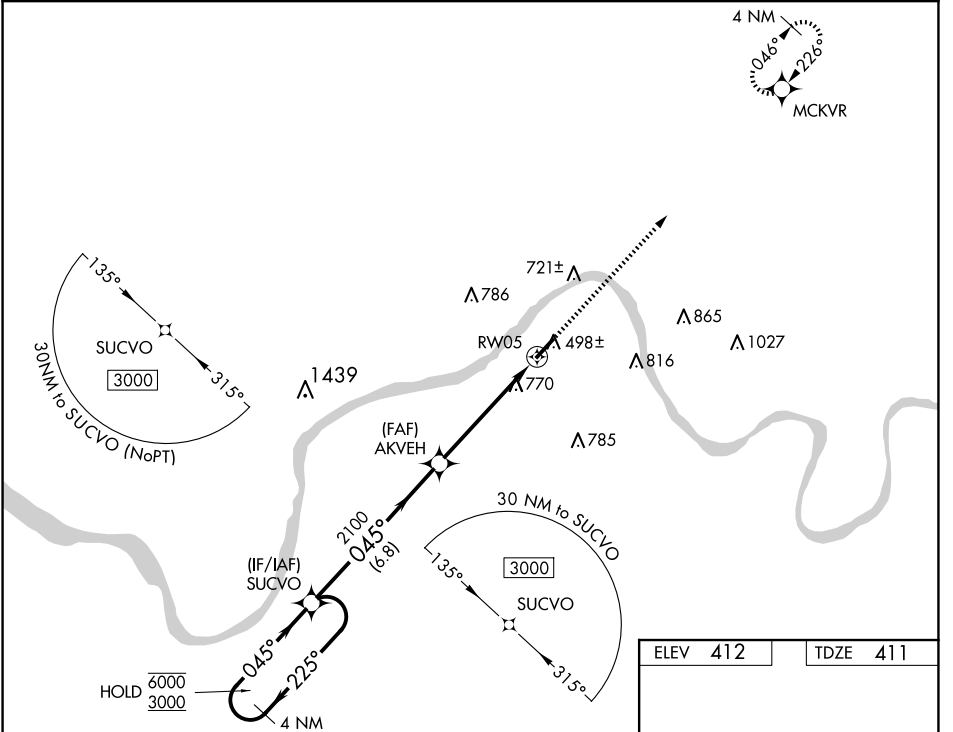 4 NM
046°
226°
MCKVR
135°
SUCVO
3000
315°
30NM to SUCVO (NoPT)
721±
786
865
RW05
498±
1027
816
1439
770
(FAF)
AKVEH
785
2100
045°
(6.8)
30 NM to SUCVO
135°
3000
SUCVO
315°
(IF/IAF)
SUCVO
045°
225°
HOLD 6000
3000
4 NM
ELEV 412
TDZE 411